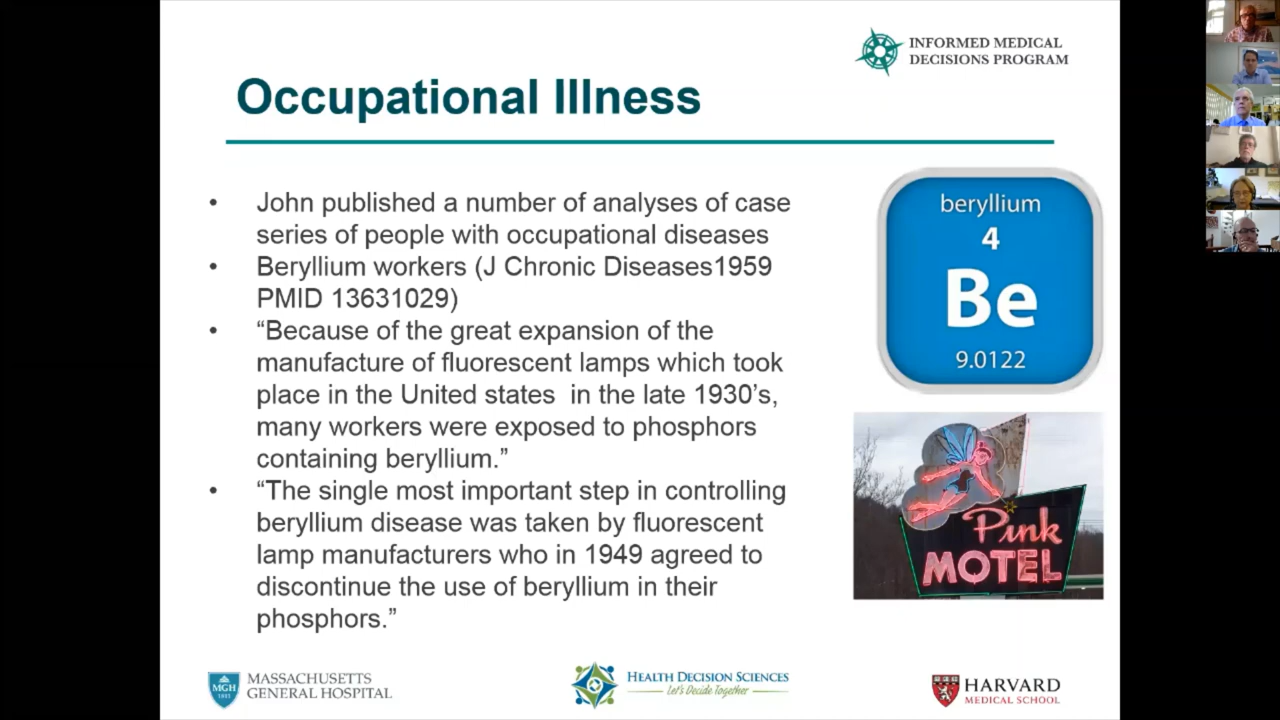 INFORMED MEDICAL
DECISIONS PROGRAM
Occupational Illness
• John published a number of analyses of case
series of people with occupational diseases
• Beryllium workers (J Chronic Diseases1959
PMID 13631029)
• “Because of the great expansion of the
manufacture of fluorescent lamps which took
place in the United states  in the late 1930’s,
many workers were exposed to phosphors
containing beryllium.”
• “The single most important step in controlling
beryllium disease was taken by fluorescent
lamp manufacturers who in 1949 agreed to
discontinue the use of beryllium in their
phosphors.”
beryllium
4
Be
9.0122
Pink
MOTEL
MGH
1811
MASSACHUSETTS
GENERAL HOSPITAL
HEALTH DECISION SCIENCES
Let's Decide Together
HARVARD
MEDICAL SCHOOL